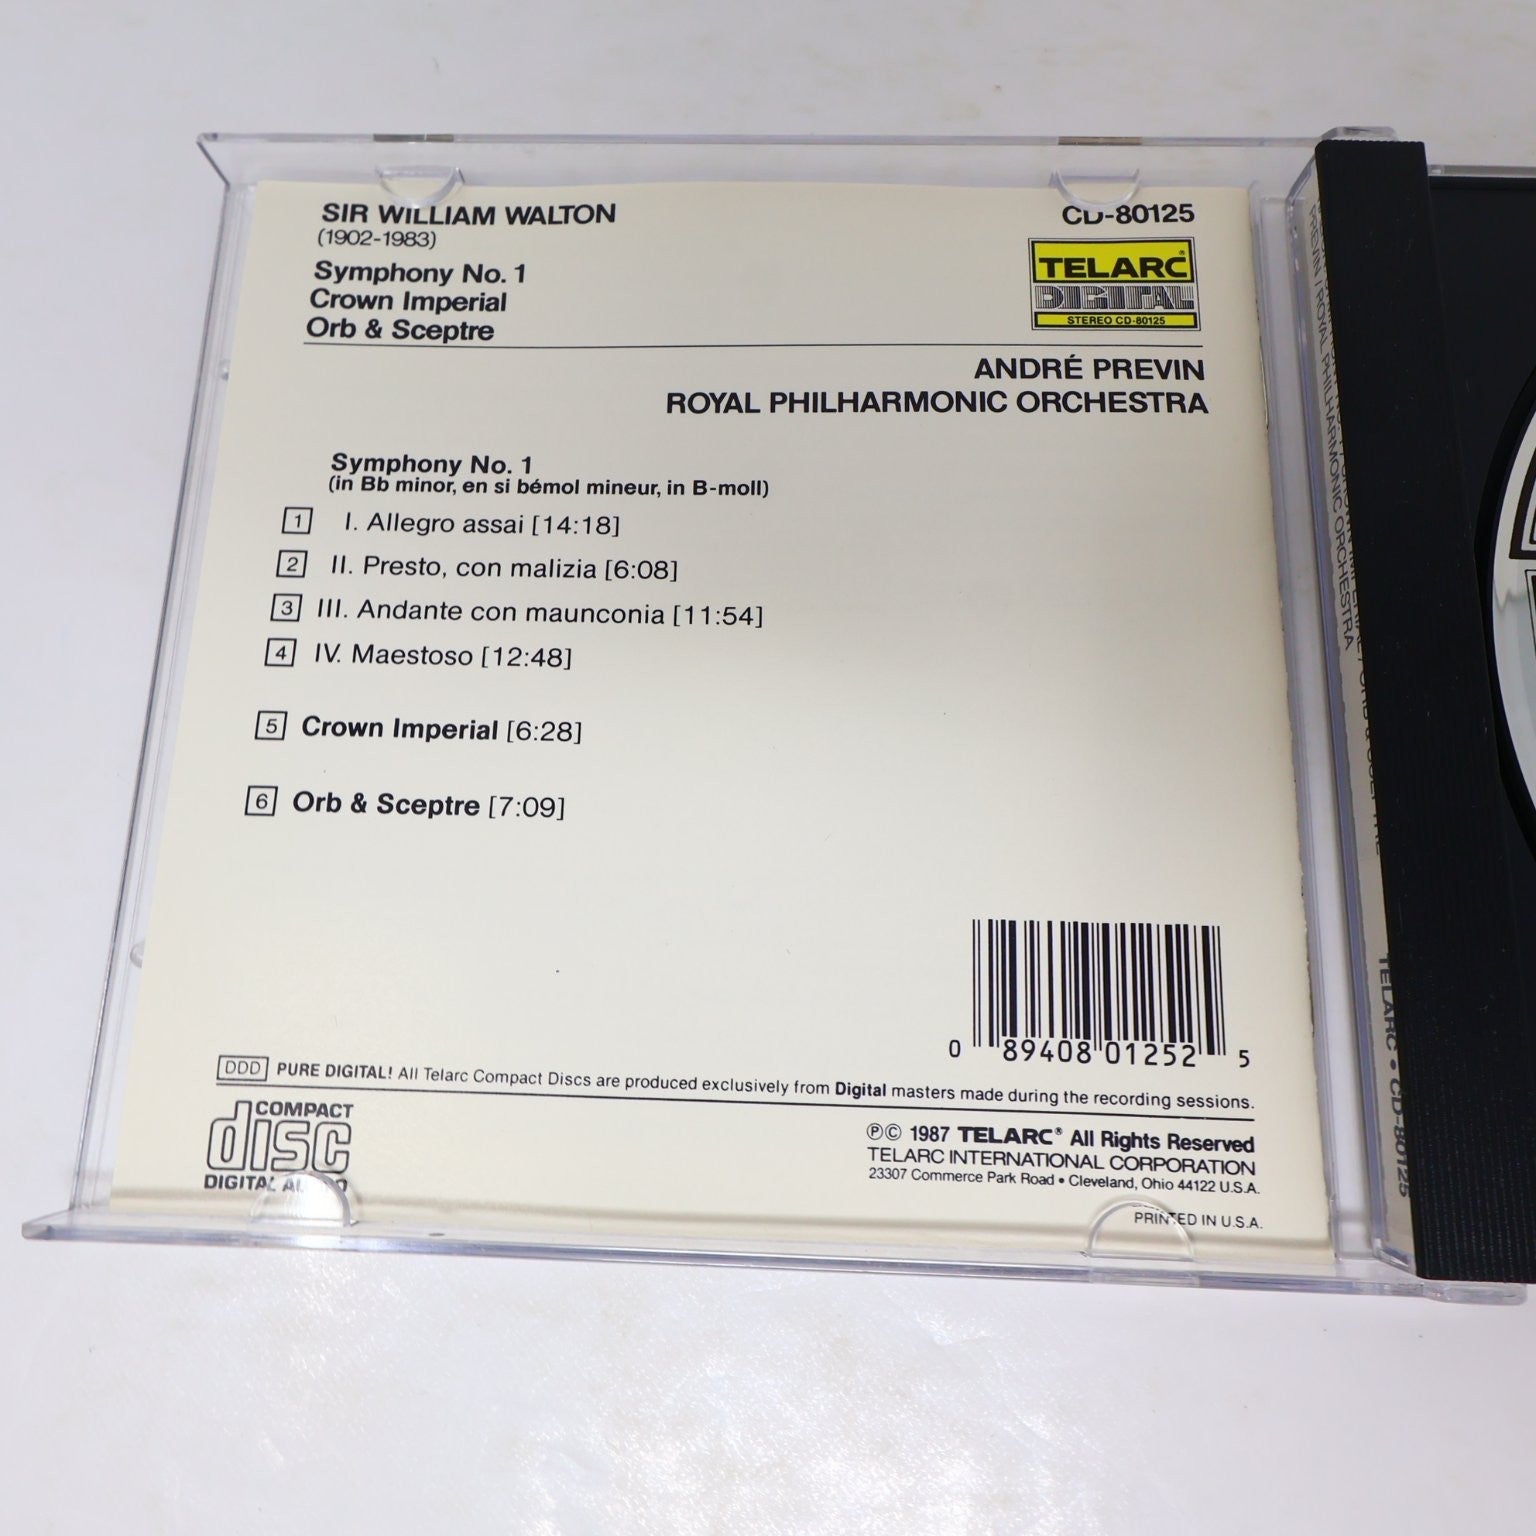 SIR WILLIAM WALTON
(1902-1983)
Symphony No. 1
Crown Imperial
Orb & Sceptre
CD-80125
TELARC®
DIGITAL
STEREO CD-80125
ANDRÉ PREVIN
ROYAL PHILHARMONIC ORCHESTRA
Symphony No. 1
(in Bb minor, en si bémol mineur, in B-moll)
1 I. Allegro assai [14:18]
2 II. Presto, con malizia [6:08]
3 III. Andante con maunconia [11:54]
4 IV. Maestoso [12:48]
5 Crown Imperial [6:28]
6 Orb & Sceptre [7:09]
0 89408 01252 5
DDD PURE DIGITAL! All Telarc Compact Discs are produced exclusively from Digital masters made during the recording sessions.
COMPACT
disc
DIGITAL AUDIO
℗© 1987 TELARC® All Rights Reserved
TELARC INTERNATIONAL CORPORATION
23307 Commerce Park Road • Cleveland, Ohio 44122 U.S.A.
PRINTED IN U.S.A.
PREVIN / ROYAL PHILHARMONIC ORCHESTRA
TELARC • CD-80125